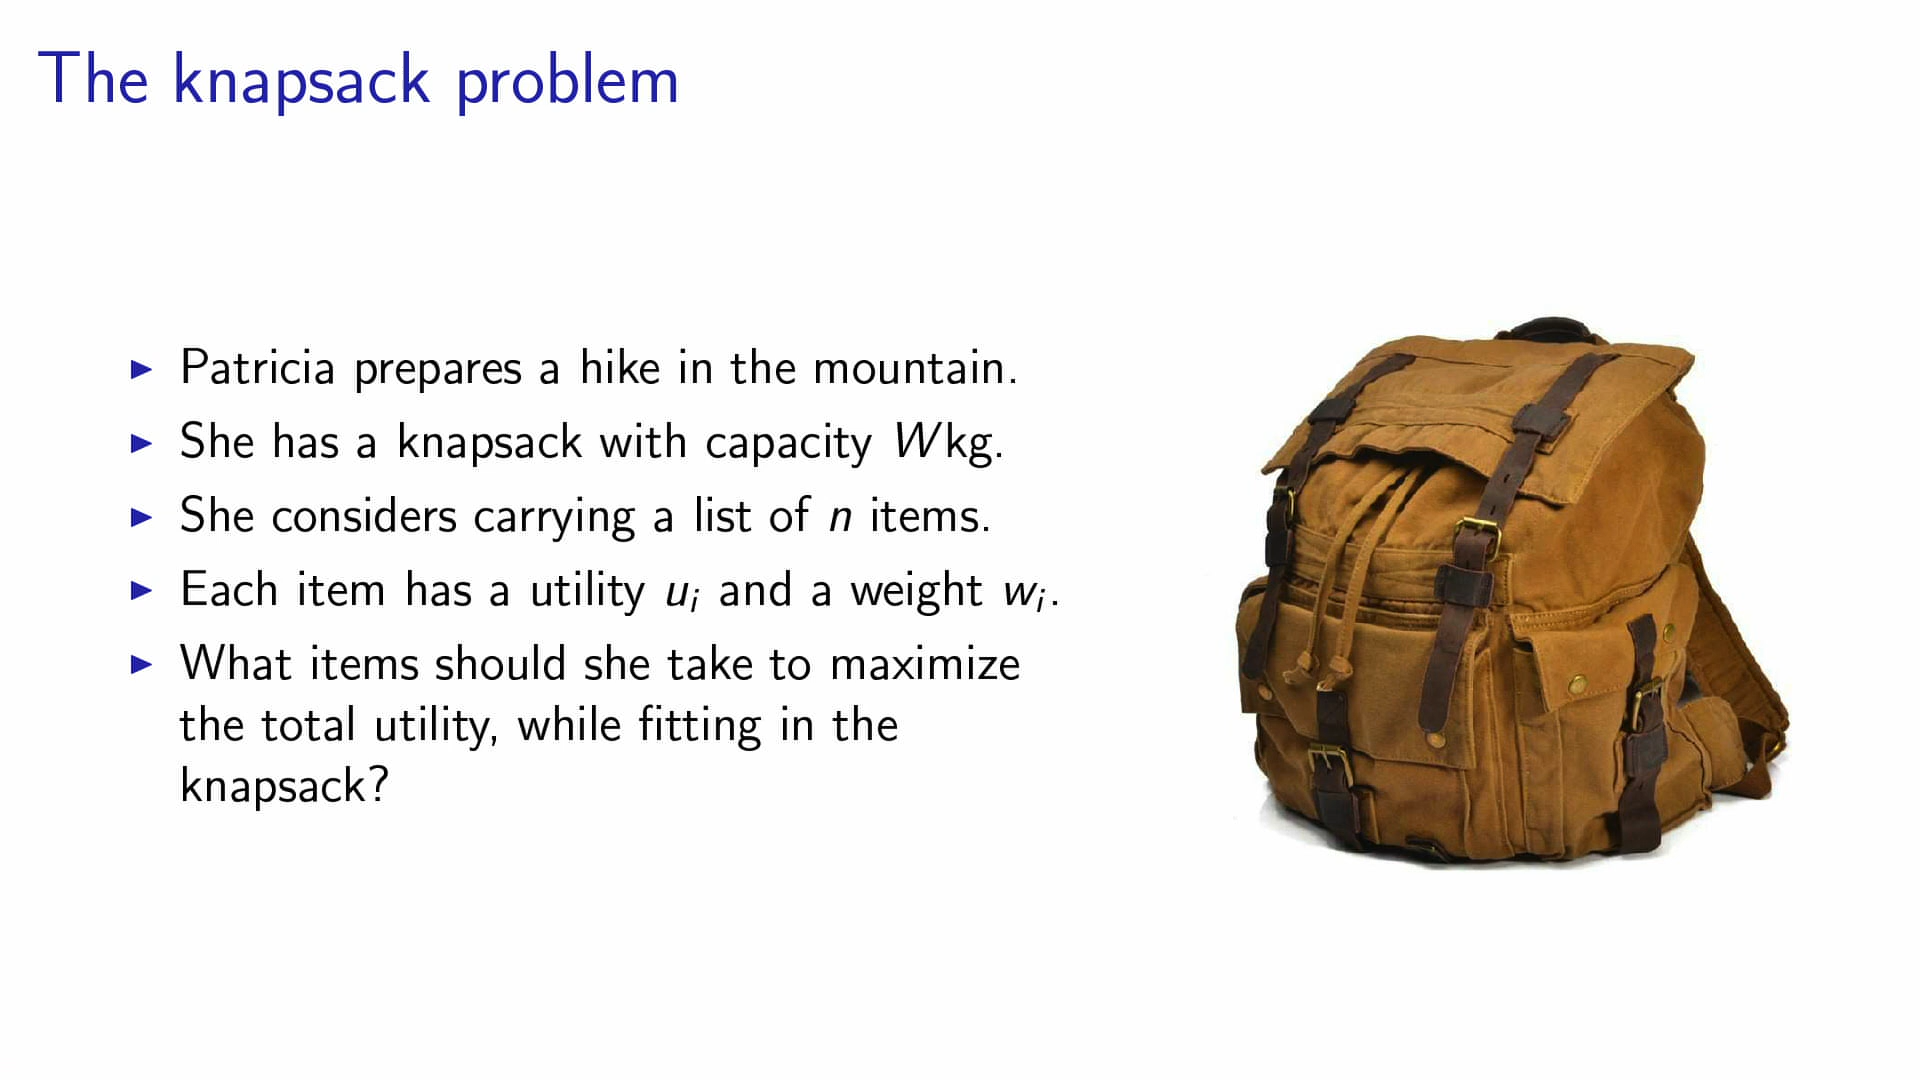 The knapsack problem
▶ Patricia prepares a hike in the mountain.
▶ She has a knapsack with capacity W kg.
▶ She considers carrying a list of n items.
▶ Each item has a utility uᵢ and a weight wᵢ.
▶ What items should she take to maximize
the total utility, while fitting in the
knapsack?